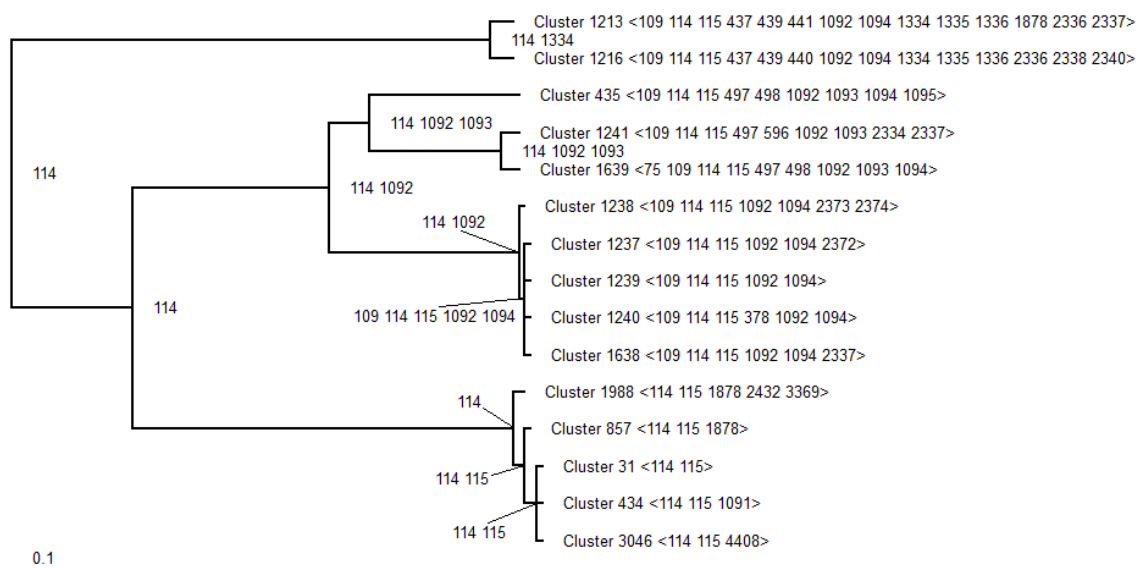 Cluster 1213 <109 114 115 437 439 441 1092 1094 1334 1335 1336 1878 2336 2337>
114 1334
Cluster 1216 <109 114 115 437 439 440 1092 1094 1334 1335 1336 2336 2338 2340>
Cluster 435 <109 114 115 497 498 1092 1093 1094 1095>
114 1092 1093
Cluster 1241 <109 114 115 497 596 1092 1093 2334 2337>
114 1092 1093
Cluster 1639 <75 109 114 115 497 498 1092 1093 1094>
114
114 1092
Cluster 1238 <109 114 115 1092 1094 2373 2374>
114 1092
Cluster 1237 <109 114 115 1092 1094 2372>
Cluster 1239 <109 114 115 1092 1094>
114
109 114 115 1092 1094
Cluster 1240 <109 114 115 378 1092 1094>
Cluster 1638 <109 114 115 1092 1094 2337>
Cluster 1988 <114 115 1878 2432 3369>
114
Cluster 857 <114 115 1878>
Cluster 31 <114 115>
114 115
Cluster 434 <114 115 1091>
114 115
Cluster 3046 <114 115 4408>
0.1